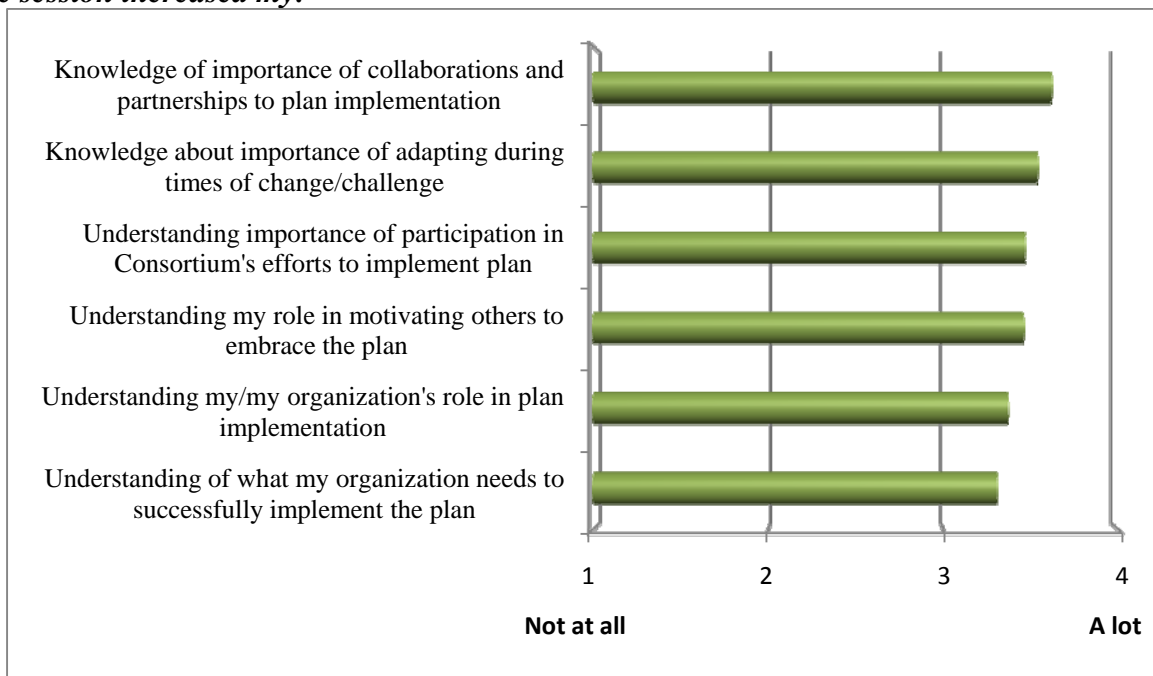 session increased my:
Knowledge of importance of collaborations and
partnerships to plan implementation
Knowledge about importance of adapting during
times of change/challenge
Understanding importance of participation in
Consortium's efforts to implement plan
Understanding my role in motivating others to
embrace the plan
Understanding my/my organization's role in plan
implementation
Understanding of what my organization needs to
successfully implement the plan
1 2 3 4
Not at all A lot